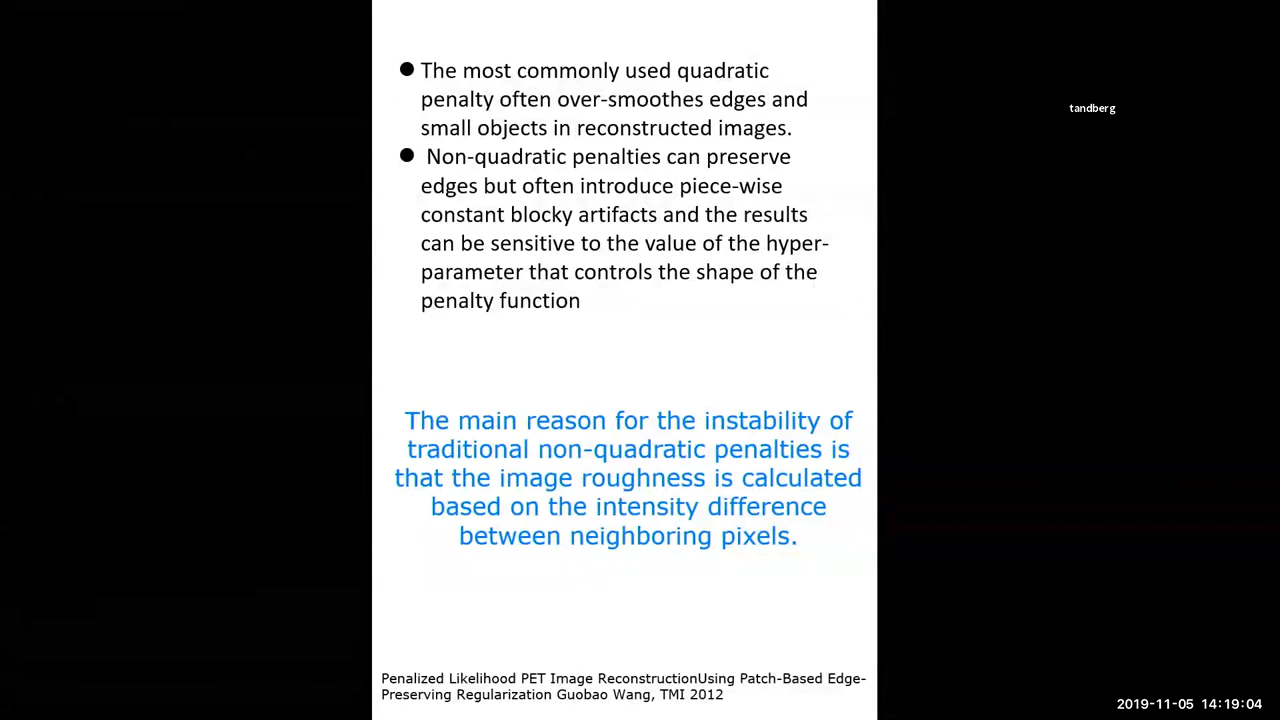 The most commonly used quadratic
penalty often over-smoothes edges and
small objects in reconstructed images.
Non-quadratic penalties can preserve
edges but often introduce piece-wise
constant blocky artifacts and the results
can be sensitive to the value of the hyper-
parameter that controls the shape of the
penalty function
The main reason for the instability of
traditional non-quadratic penalties is
that the image roughness is calculated
based on the intensity difference
between neighboring pixels.
Penalized Likelihood PET Image ReconstructionUsing Patch-Based Edge-
Preserving Regularization Guobao Wang, TMI 2012
tandberg
2019-11-05 14:19:04